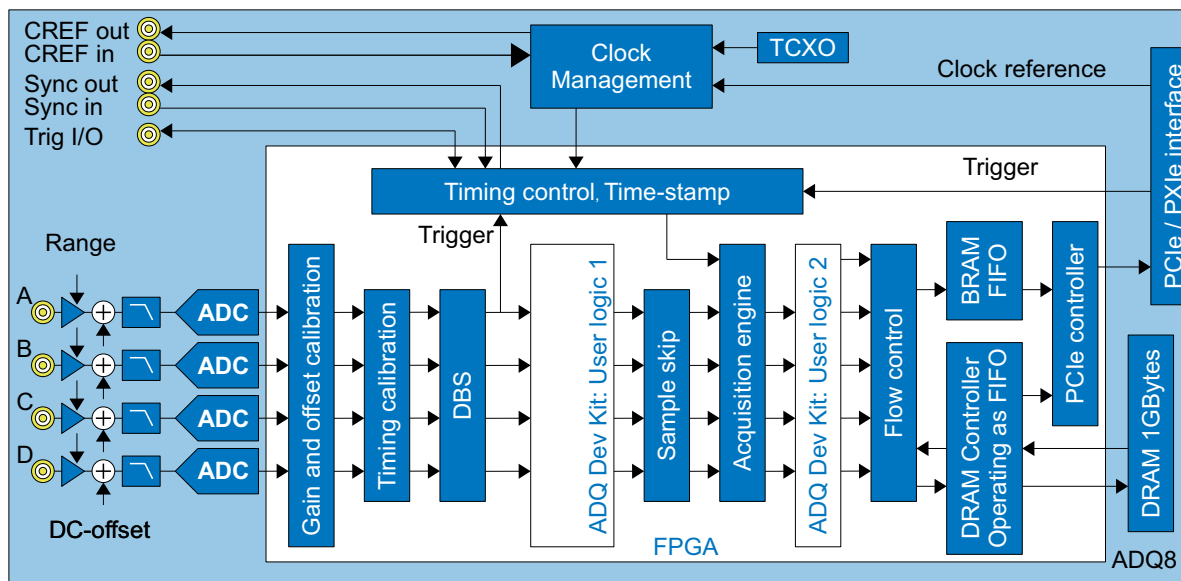 CREF out
CREF in
Sync out
Sync in
Trig I/O
Clock
Management
TCXO
Clock reference
PCIe / PXIe interface
Timing control, Time-stamp
Trigger
Trigger
Range
A
B
C
D
ADC
ADC
ADC
ADC
DC-offset
Gain and offset calibration
Timing calibration
DBS
ADQ Dev Kit: User logic 1
Sample skip
Acquisition engine
ADQ Dev Kit: User logic 2
Flow control
BRAM
FIFO
DRAM Controller
Operating as FIFO
PCIe controller
DRAM 1GBytes
FPGA
ADQ8